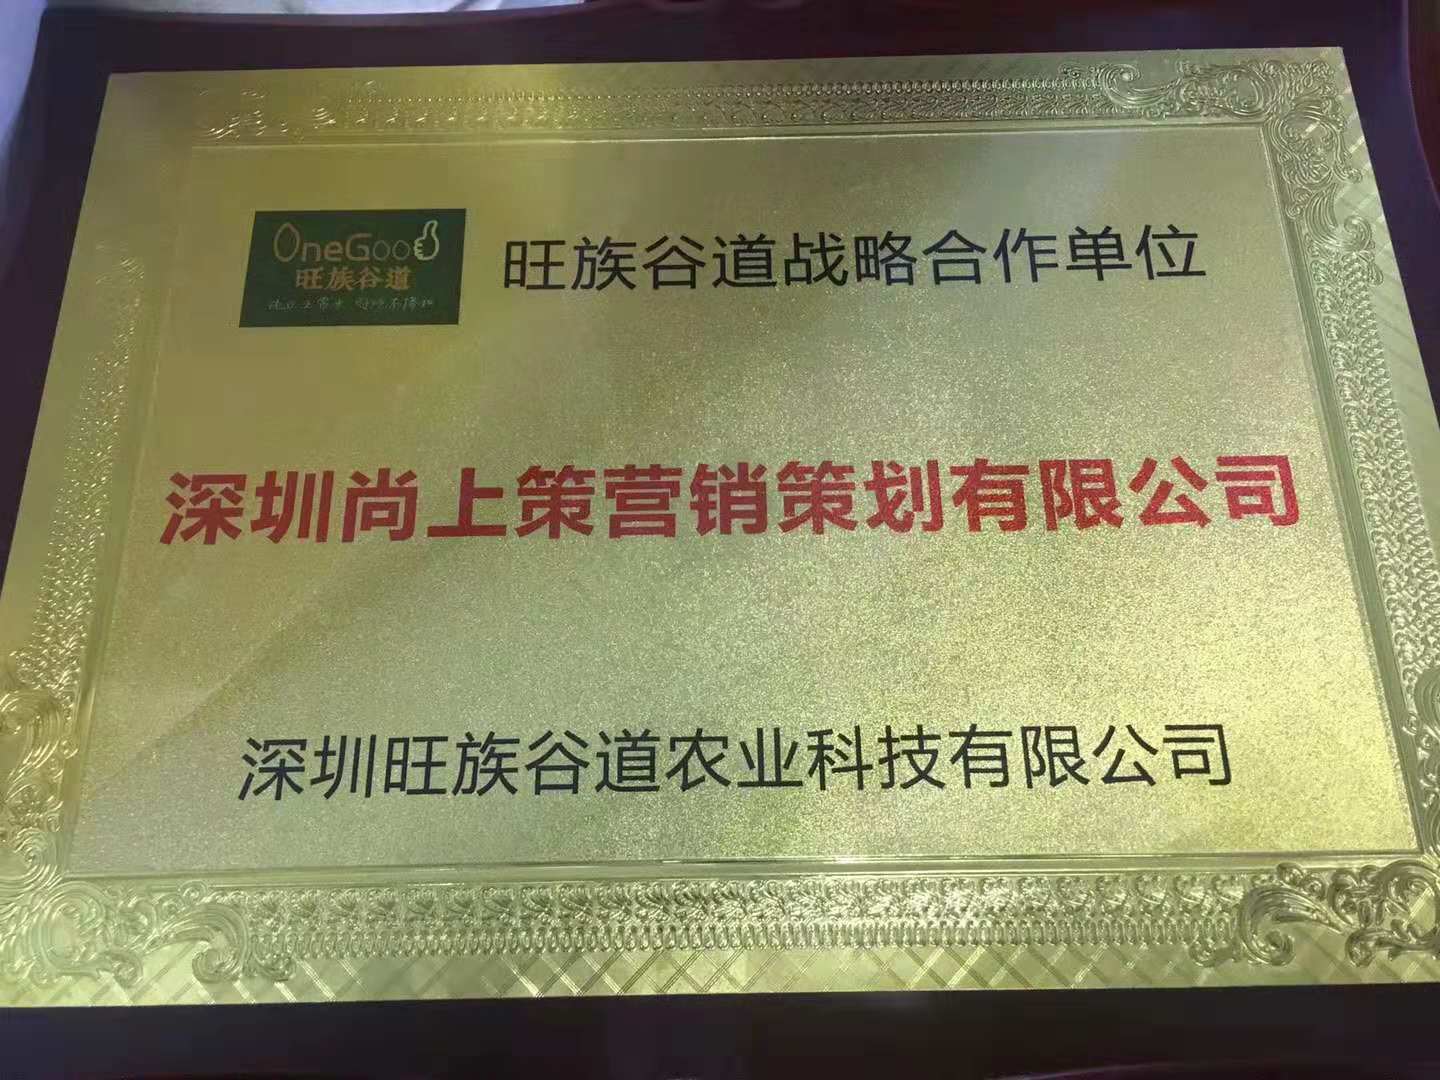 OneGood
旺族谷道
旺族谷道战略合作单位
深圳尚上策营销策划有限公司
深圳旺族谷道农业科技有限公司